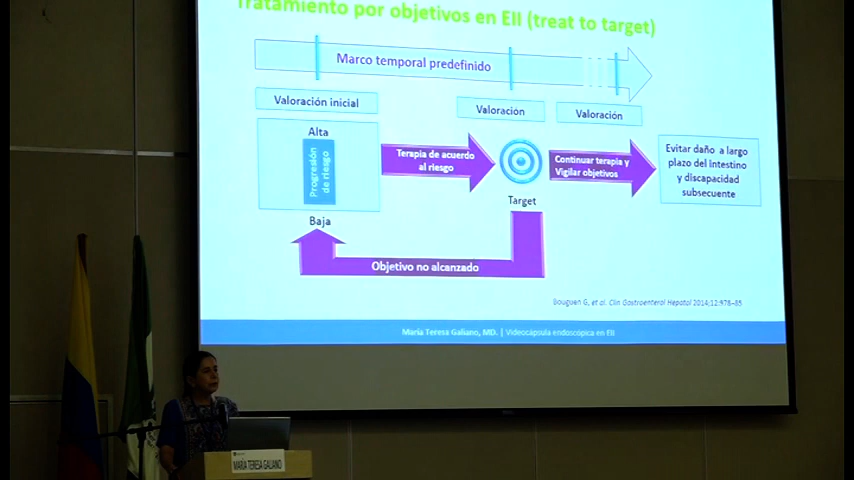 Tratamiento por objetivos en EII (treat to target)
Marco temporal predefinido
Valoración inicial
Valoración
Valoración
Alta
Progresión
de riesgo
Baja
Terapia de acuerdo
al riesgo
Target
Continuar terapia y
Vigilar objetivos
Evitar daño a largo
plazo del Intestino
y discapacidad
subsecuente
Objetivo no alcanzado
Bouguen G, et al. Clin Gastroenterol Hepatol 2014;12:978-85
María Teresa Galiano, MD. | Videocápsula endoscópica en EII
MARÍA TERESA GALIANO